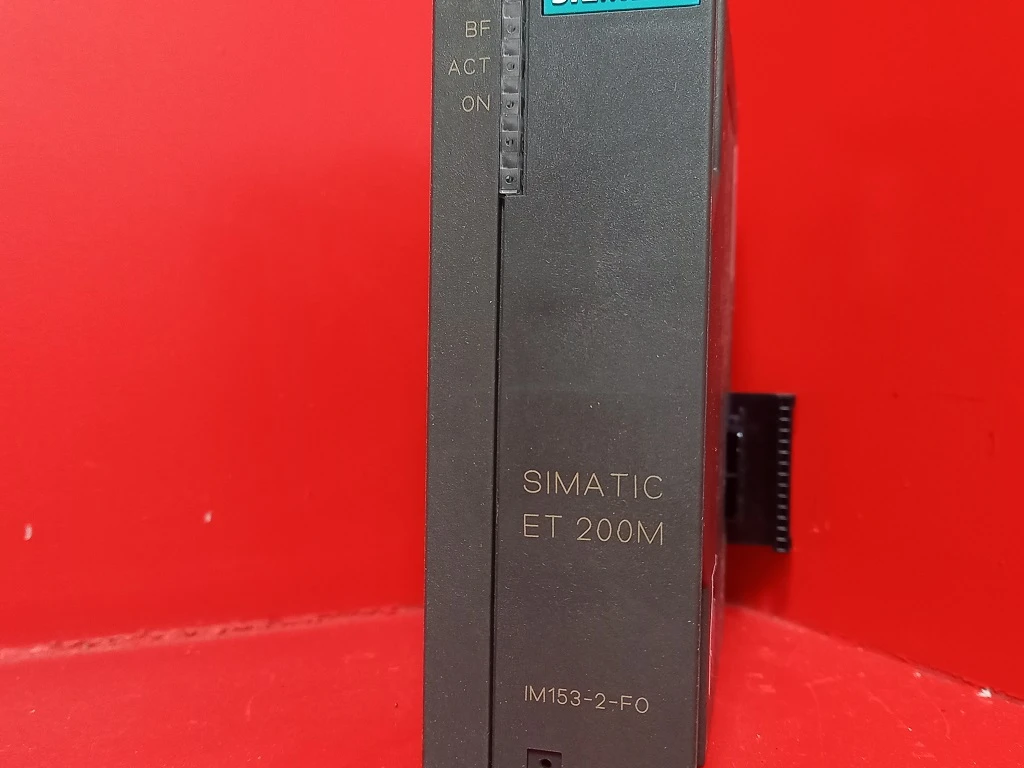 BF
ACT
ON
SIMATIC
ET 200M
IM153-2-FO